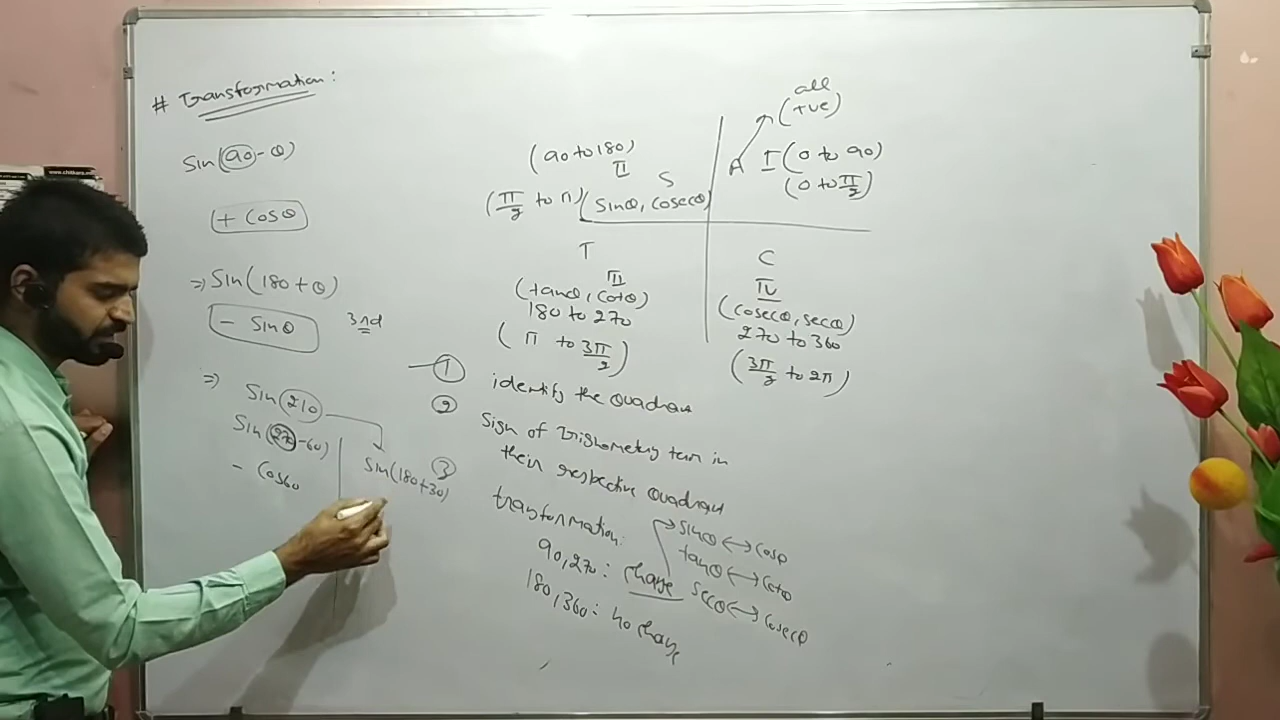 # Transformation:
Sin(90-θ)
+ Cosθ
⇒ Sin(180+θ)
- Sinθ 3rd
⇒ Sin(210)
Sin(270-60)
- Cos60
Sin(180+30)
all
(+ve)
A I (0 to 90)
(0 to π/2)
(90 to 180)
II
S
(π/2 to π) (Sinθ, Cosecθ)
T
III
(tanθ, Cotθ)
180 to 270
(π to 3π/2)
C
IV
(Cosecθ, Secθ)
270 to 360
(3π/2 to 2π)
① identify the Quadrant
② Sign of Trignometry term in
their respective Quadrant
③ transformation:
90,270: change
180,360: no change
Sinθ ↔ Cosθ
tanθ ↔ Cotθ
Secθ ↔ Cosecθ